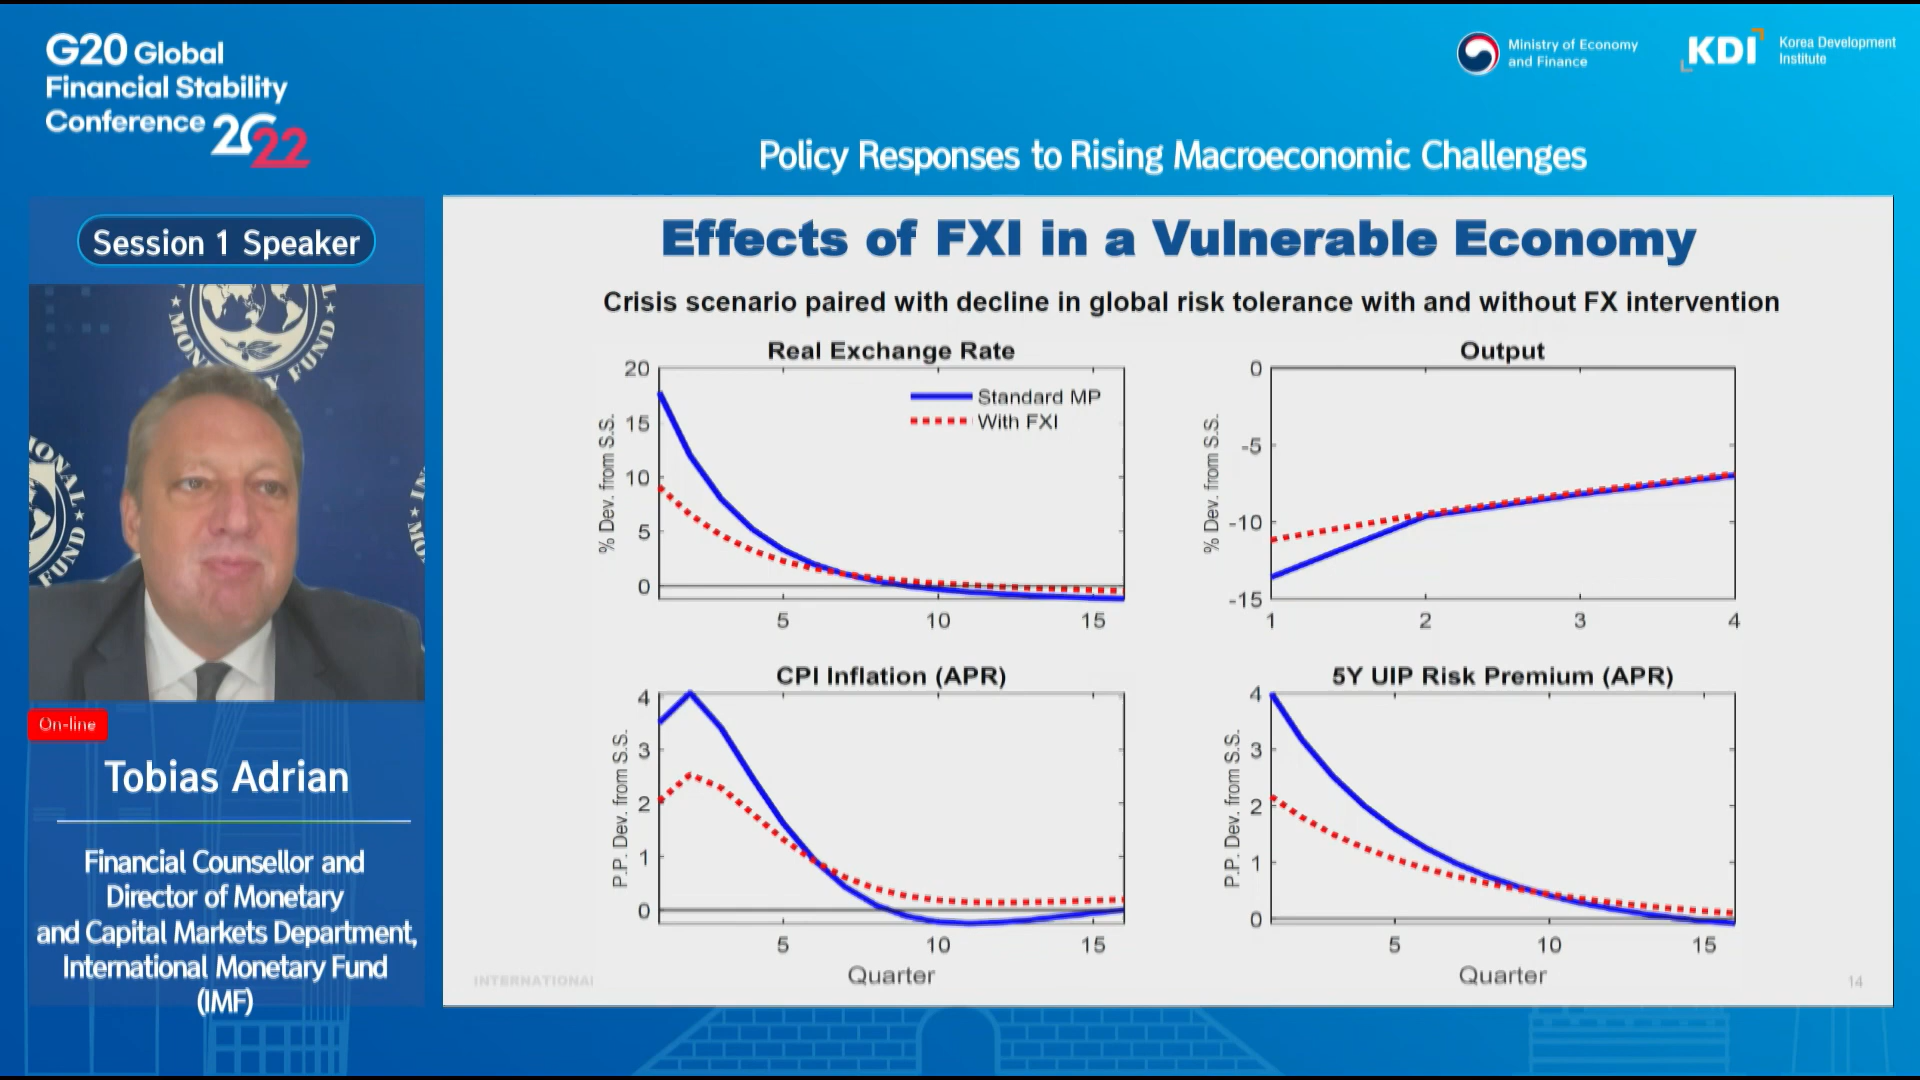 G20 Global
Financial Stability
Conference 2022
Ministry of Economy
and Finance
KDI
Korea Development
Institute
Policy Responses to Rising Macroeconomic Challenges
Session 1 Speaker
MONETARY FUND
On-line
Tobias Adrian
Financial Counsellor and
Director of Monetary
and Capital Markets Department,
International Monetary Fund
(IMF)
Effects of FXI in a Vulnerable Economy
Crisis scenario paired with decline in global risk tolerance with and without FX intervention
Real Exchange Rate
% Dev. from S.S.
20
15
10
5
0
Standard MP
With FXI
5 10 15
Output
% Dev. from S.S.
0
-5
-10
-15
1 2 3 4
CPI Inflation (APR)
P.P. Dev. from S.S.
4
3
2
1
0
5 10 15
Quarter
5Y UIP Risk Premium (APR)
P.P. Dev. from S.S.
4
3
2
1
0
5 10 15
Quarter
INTERNATIONAL
14